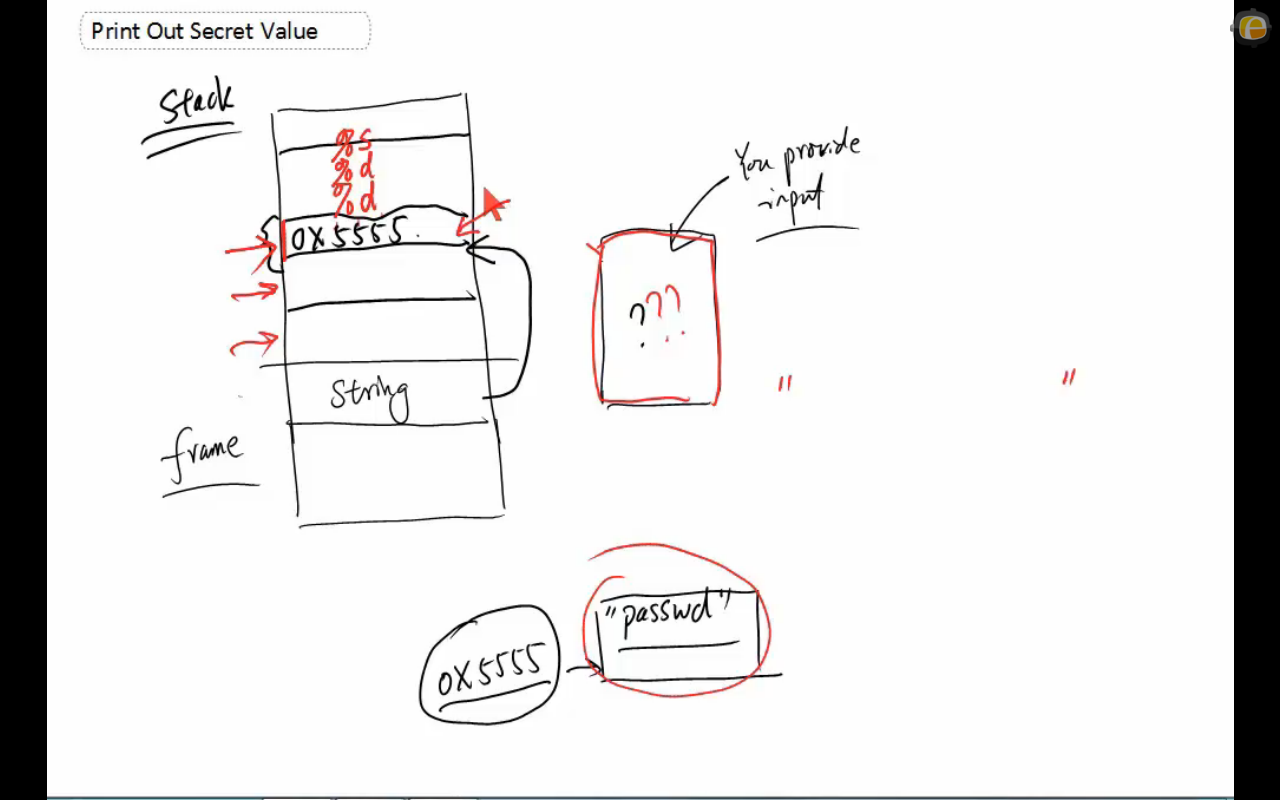 Print Out Secret Value
Stack
%s
%d
%d
0x5555
You provide
input
???
"
"
String
frame
"passwd"
0x5555